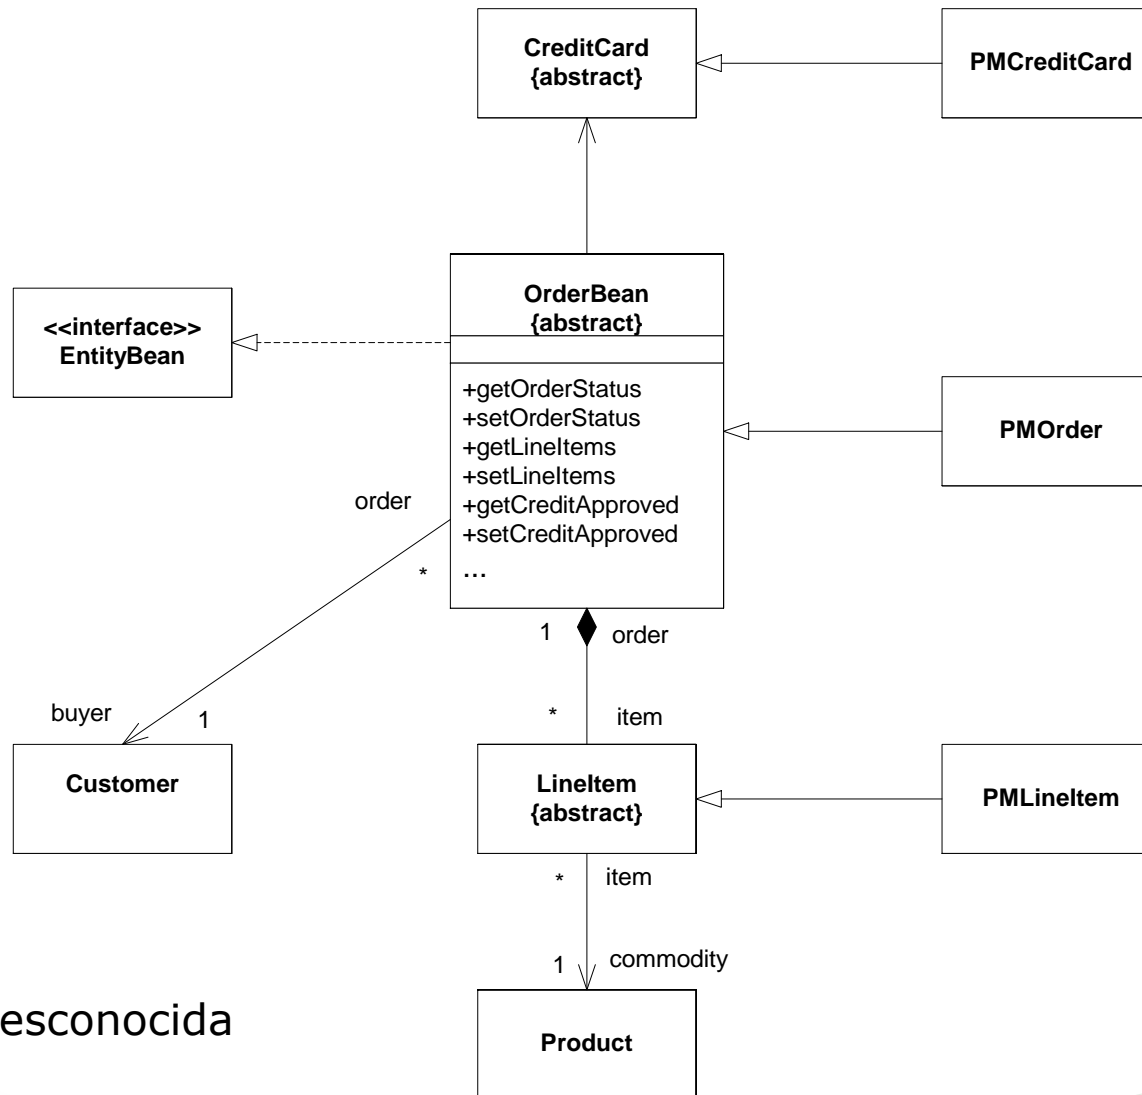 CreditCard
{abstract}
PMCreditCard
OrderBean
{abstract}
<<interface>>
EntityBean
+getOrderStatus
+setOrderStatus
+getLineItems
+setLineItems
+getCreditApproved
+setCreditApproved
...
PMOrder
order
*
1
order
buyer
1
*
item
Customer
LineItem
{abstract}
PMLineItem
*
item
1
commodity
esconocida
Product